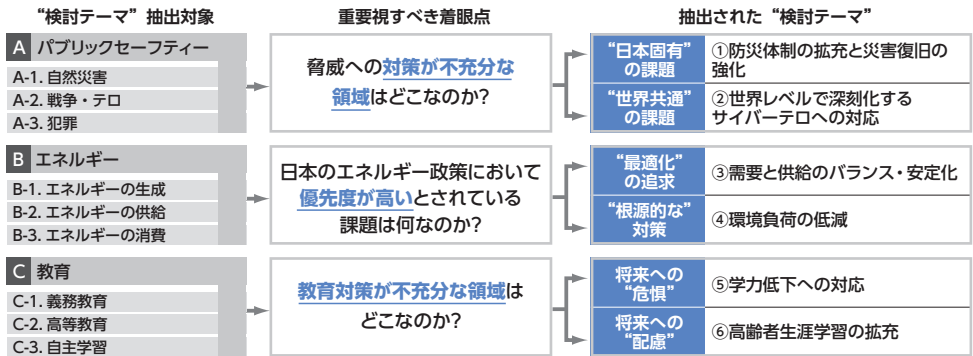 “検討テーマ”抽出対象
重要視すべき着眼点
抽出された“検討テーマ”
A パブリックセーフティー
A-1. 自然災害
A-2. 戦争・テロ
A-3. 犯罪
脅威への対策が不充分な
領域はどこなのか?
“日本固有”
の課題
①防災体制の拡充と災害復旧の
強化
“世界共通”
の課題
②世界レベルで深刻化する
サイバーテロへの対応
B エネルギー
B-1. エネルギーの生成
B-2. エネルギーの供給
B-3. エネルギーの消費
日本のエネルギー政策において
優先度が高いとされている
課題は何なのか?
“最適化”
の追求
③需要と供給のバランス・安定化
“根源的な”
対策
④環境負荷の低減
C 教育
C-1. 義務教育
C-2. 高等教育
C-3. 自主学習
教育対策が不充分な領域は
どこなのか?
将来への
“危惧”
⑤学力低下への対応
将来への
“配慮”
⑥高齢者生涯学習の拡充